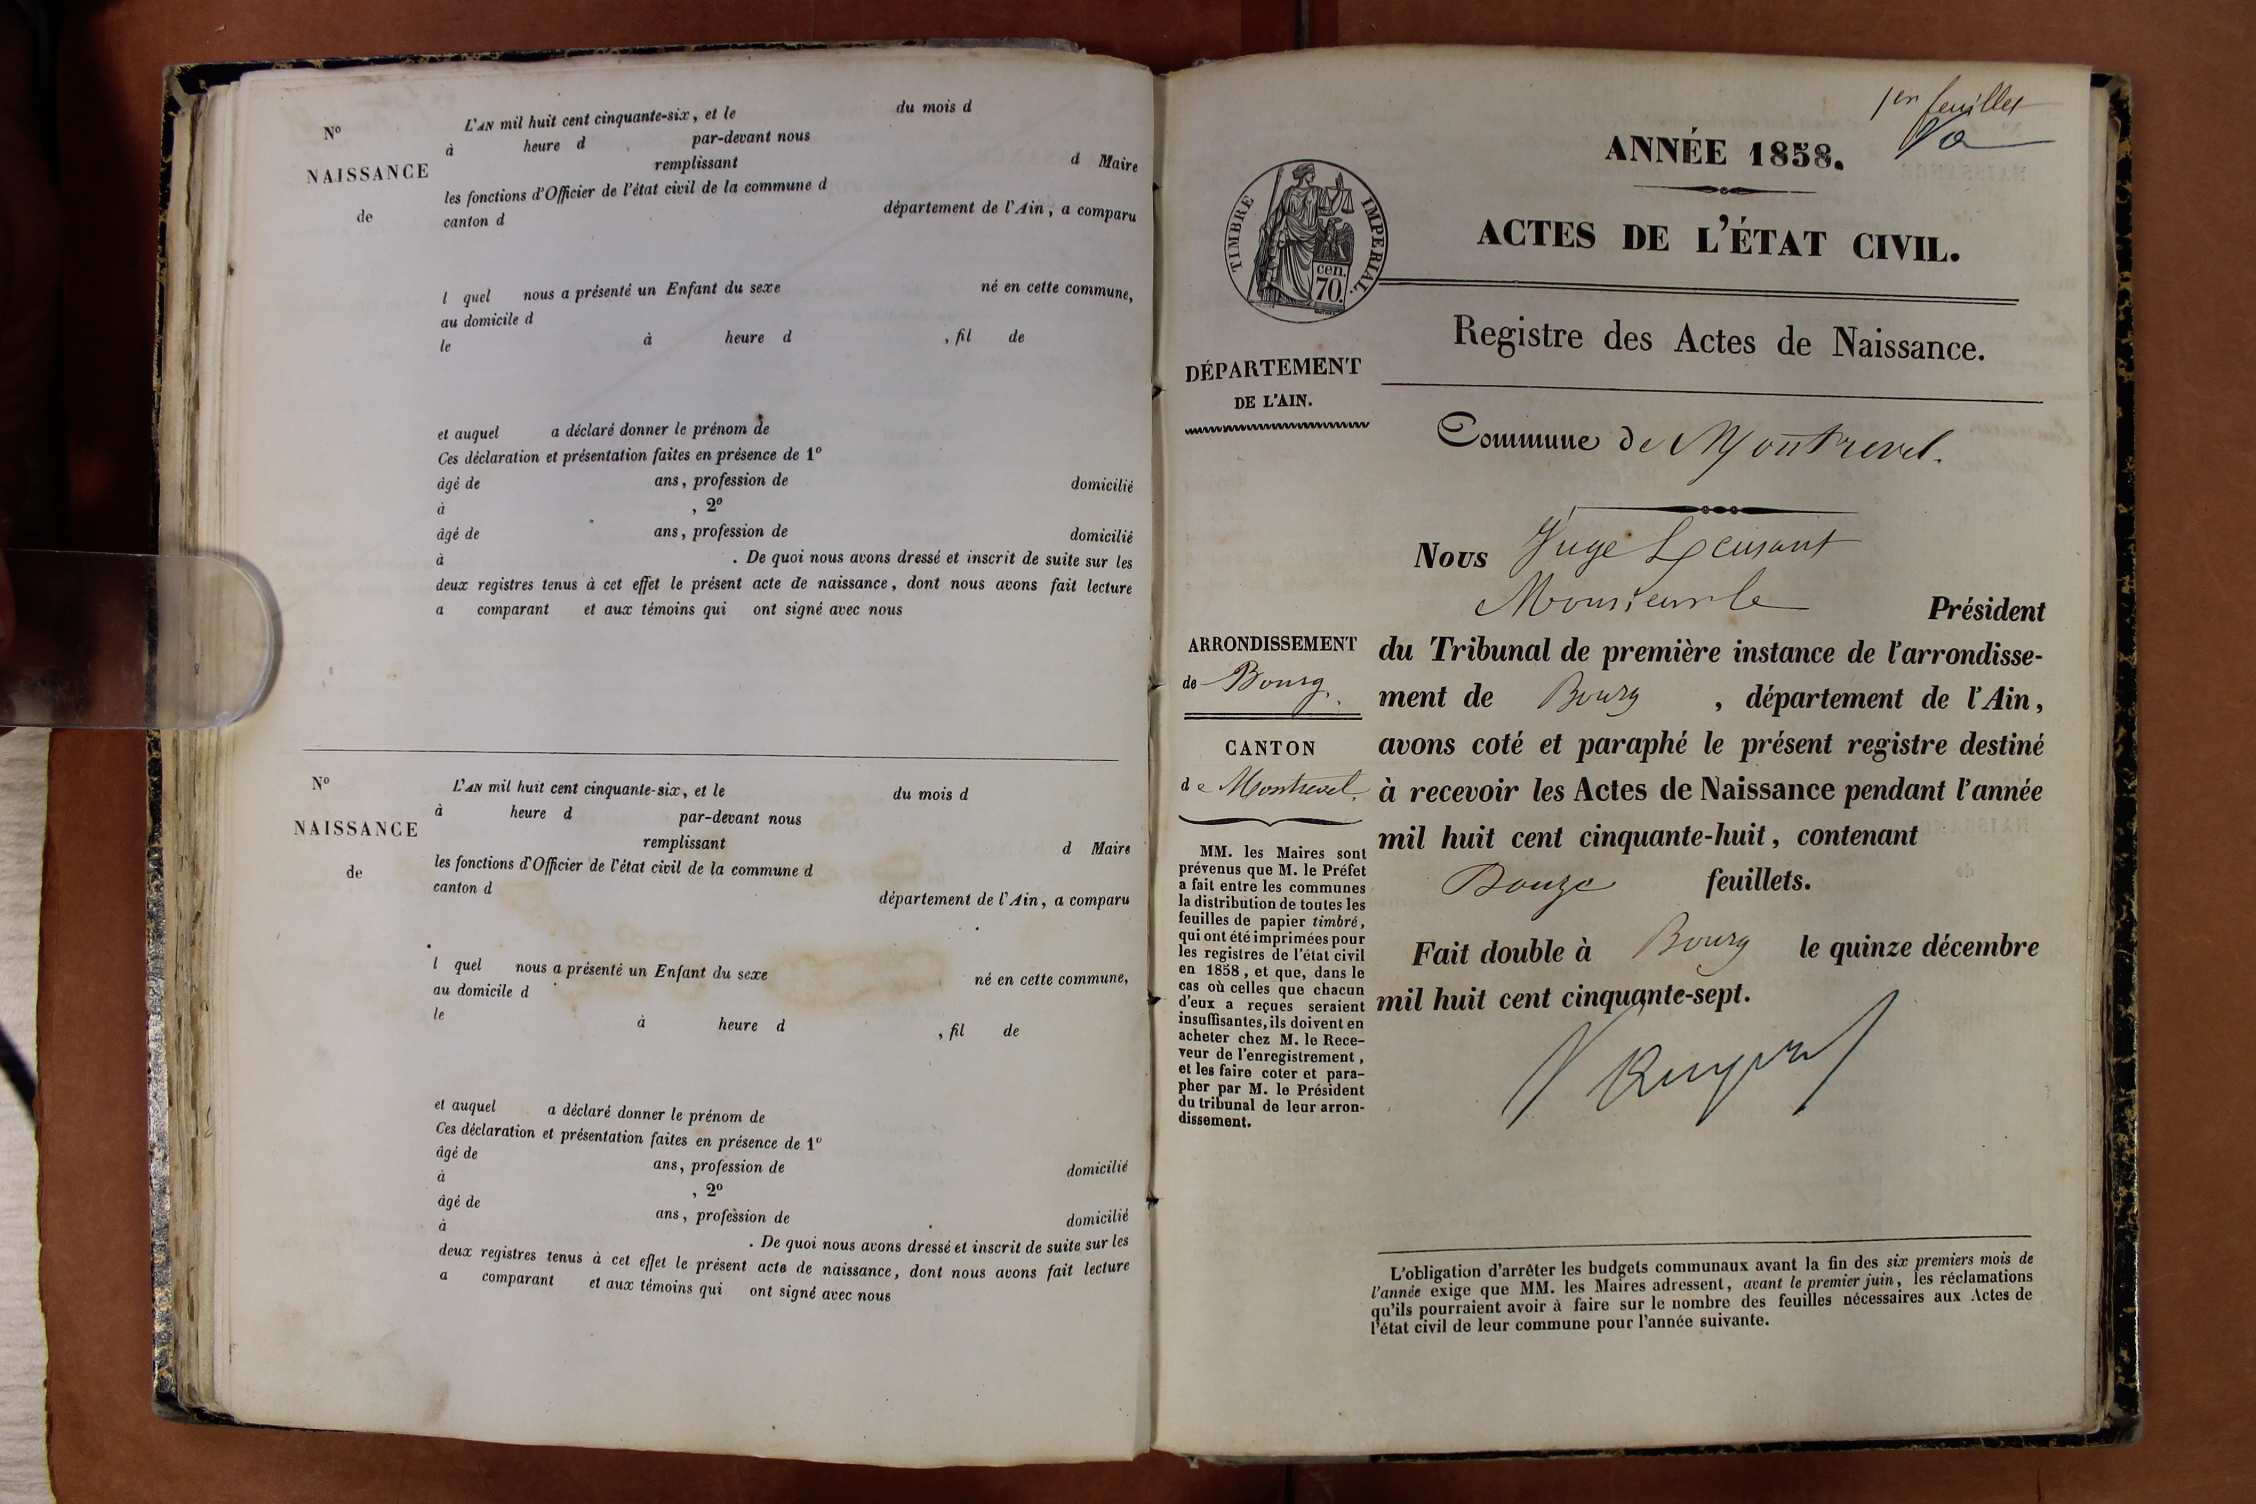 N° L'AN mil huit cent cinquante-six, et le du mois d
à heure d par-devant nous
NAISSANCE remplissant d Maire
les fonctions d'Officier de l'état civil de la commune d
de canton d département de l'Ain, a comparu
l quel nous a présenté un Enfant du sexe né en cette commune,
au domicile d
le à heure d , fil de
et auquel a déclaré donner le prénom de
Ces déclaration et présentation faites en présence de 1°
âgé de ans, profession de domicilié
à , 2°
âgé de ans, profession de domicilié
à . De quoi nous avons dressé et inscrit de suite sur les
deux registres tenus à cet effet le présent acte de naissance, dont nous avons fait lecture
a comparant et aux témoins qui ont signé avec nous
N° L'AN mil huit cent cinquante-six, et le du mois d
à heure d par-devant nous
NAISSANCE remplissant d Maire
les fonctions d'Officier de l'état civil de la commune d
de canton d département de l'Ain, a comparu
l quel nous a présenté un Enfant du sexe né en cette commune,
au domicile d
le à heure d , fil de
et auquel a déclaré donner le prénom de
Ces déclaration et présentation faites en présence de 1°
âgé de ans, profession de domicilié
à , 2°
âgé de ans, profession de domicilié
à . De quoi nous avons dressé et inscrit de suite sur les
deux registres tenus à cet effet le présent acte de naissance, dont nous avons fait lecture
a comparant et aux témoins qui ont signé avec nous
1er feuillet
ANNÉE 1858.
ACTES DE L'ÉTAT CIVIL.
TIMBRE IMPERIAL.
cen.
70.
Registre des Actes de Naissance.
DÉPARTEMENT
DE L'AIN.
Commune de Montrevel.
Nous Juge
Monsieur le Président
du Tribunal de première instance de l'arrondisse-
ment de Bourg, département de l'Ain,
avons coté et paraphé le présent registre destiné
à recevoir les Actes de Naissance pendant l'année
mil huit cent cinquante-huit, contenant
Douze feuillets.
Fait double à Bourg le quinze décembre
mil huit cent cinquante-sept.
ARRONDISSEMENT
de Bourg.
CANTON
de Montrevel.
MM. les Maires sont
prévenus que M. le Préfet
a fait entre les communes
la distribution de toutes les
feuilles de papier timbré,
qui ont été imprimées pour
les registres de l'état civil
en 1858, et que, dans le
cas où celles que chacun
d'eux a reçues seraient
insuffisantes, ils doivent en
acheter chez M. le Rece-
veur de l'enregistrement,
et les faire coter et para-
pher par M. le Président
du tribunal de leur arron-
dissement.
L'obligation d'arrêter les budgets communaux avant la fin des six premiers mois de
l'année exige que MM. les Maires adressent, avant le premier juin, les réclamations
qu'ils pourraient avoir à faire sur le nombre des feuilles nécessaires aux Actes de
l'état civil de leur commune pour l'année suivante.